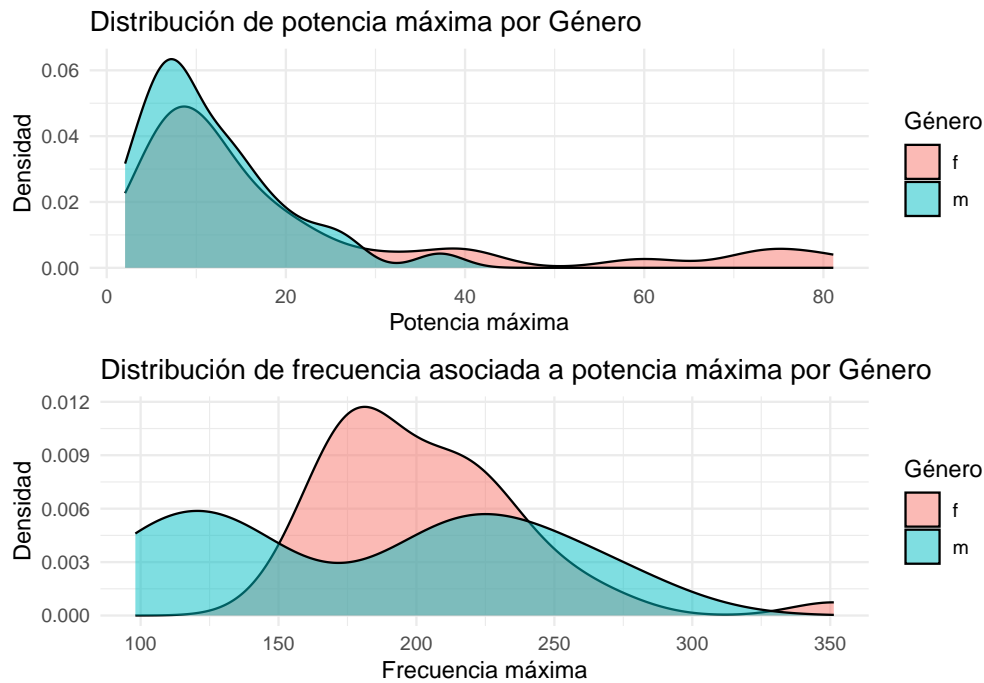 Distribución de potencia máxima por Género
0.06
0.04
0.02
0.00
Densidad
0
20
40
60
80
Potencia máxima
Género
f
m
Distribución de frecuencia asociada a potencia máxima por Género
0.012
0.009
0.006
0.003
0.000
Densidad
100
150
200
250
300
350
Frecuencia máxima
Género
f
m